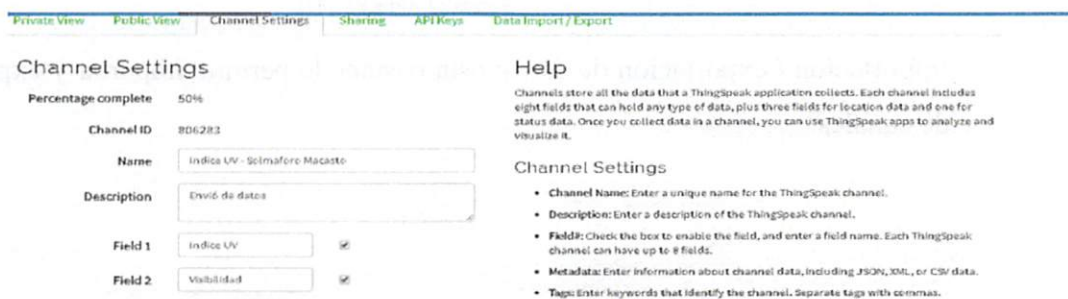 Private View Public View Channel Settings Sharing API Keys Data Import / Export
Channel Settings
Percentage complete 50%
Channel ID 806283
Name Indice UV - Solmaforo Macasto
Description Envió de datos
Field 1 Indice UV
Field 2 Visibilidad
Help
Channels store all the data that a ThingSpeak application collects. Each channel includes
eight fields that can hold any type of data, plus three fields for location data and one for
status data. Once you collect data in a channel, you can use ThingSpeak apps to analyze and
visualize it.
Channel Settings
• Channel Name: Enter a unique name for the ThingSpeak channel.
• Description: Enter a description of the ThingSpeak channel.
• Field#: Check the box to enable the field, and enter a field name. Each ThingSpeak
channel can have up to 8 fields.
• Metadata: Enter information about channel data, including JSON, XML, or CSV data.
• Tags: Enter keywords that identify the channel. Separate tags with commas.